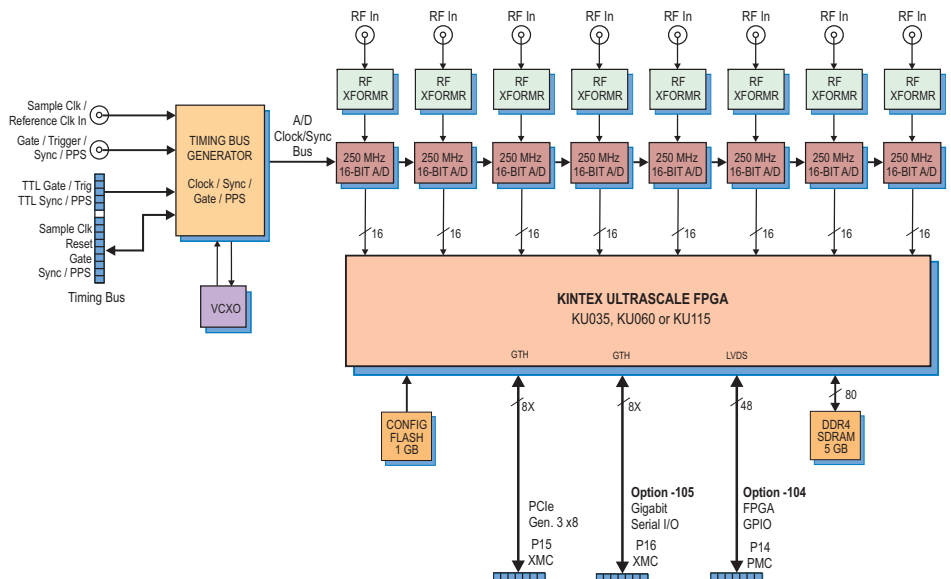 RF In
RF In
RF In
RF In
RF In
RF In
RF In
RF In
RF
XFORMR
RF
XFORMR
RF
XFORMR
RF
XFORMR
RF
XFORMR
RF
XFORMR
RF
XFORMR
RF
XFORMR
Sample Clk /
Reference Clk In
Gate / Trigger /
Sync / PPS
TTL Gate / Trig
TTL Sync / PPS
Sample Clk
Reset
Gate
Sync / PPS
Timing Bus
TIMING BUS
GENERATOR
Clock / Sync /
Gate / PPS
VCXO
A/D
Clock/Sync
Bus
250 MHz
16-BIT A/D
250 MHz
16-BIT A/D
250 MHz
16-BIT A/D
250 MHz
16-BIT A/D
250 MHz
16-BIT A/D
250 MHz
16-BIT A/D
250 MHz
16-BIT A/D
250 MHz
16-BIT A/D
16
16
16
16
16
16
16
16
KINTEX ULTRASCALE FPGA
KU035, KU060 or KU115
GTH
GTH
LVDS
8X
8X
48
80
CONFIG
FLASH
1 GB
DDR4
SDRAM
5 GB
PCIe
Gen. 3 x8
P15
XMC
Option -105
Gigabit
Serial I/O
P16
XMC
Option -104
FPGA
GPIO
P14
PMC